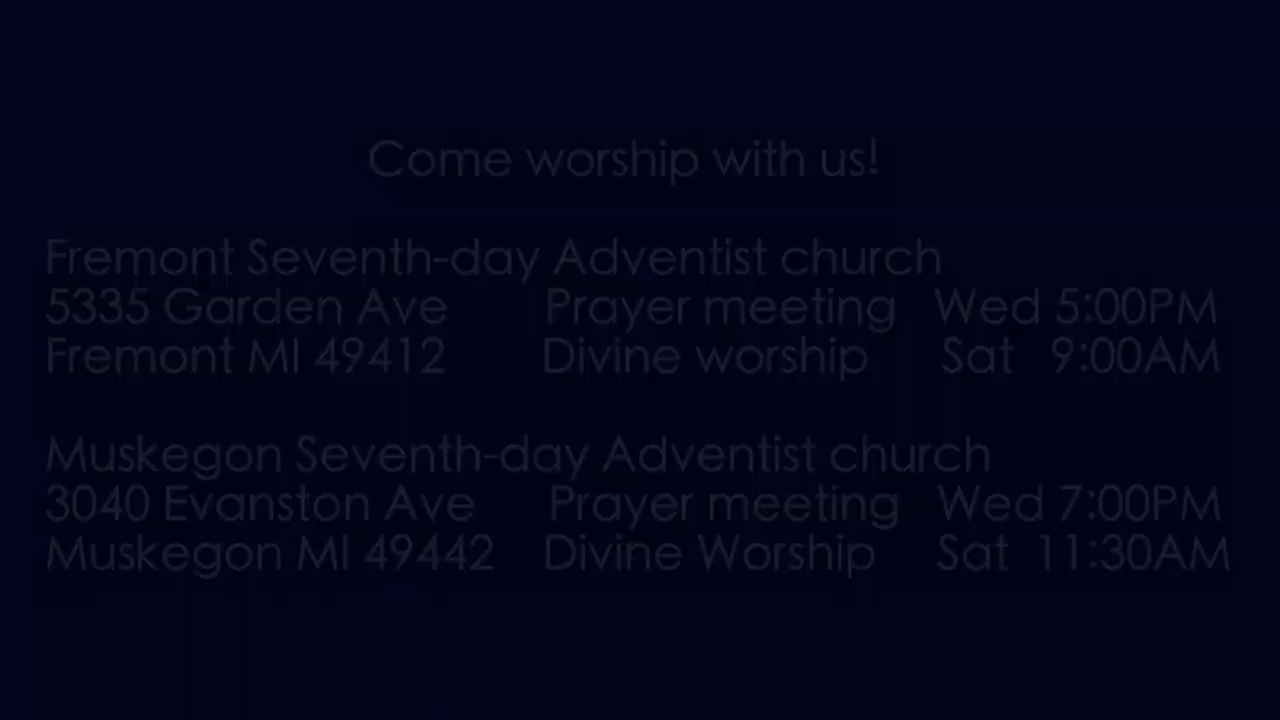 Come worship with us!
Fremont Seventh-day Adventist church
5335 Garden Ave Prayer meeting Wed 5:00PM
Fremont MI 49412 Divine worship Sat 9:00AM
Muskegon Seventh-day Adventist church
3040 Evanston Ave Prayer meeting Wed 7:00PM
Muskegon MI 49442 Divine Worship Sat 11:30AM